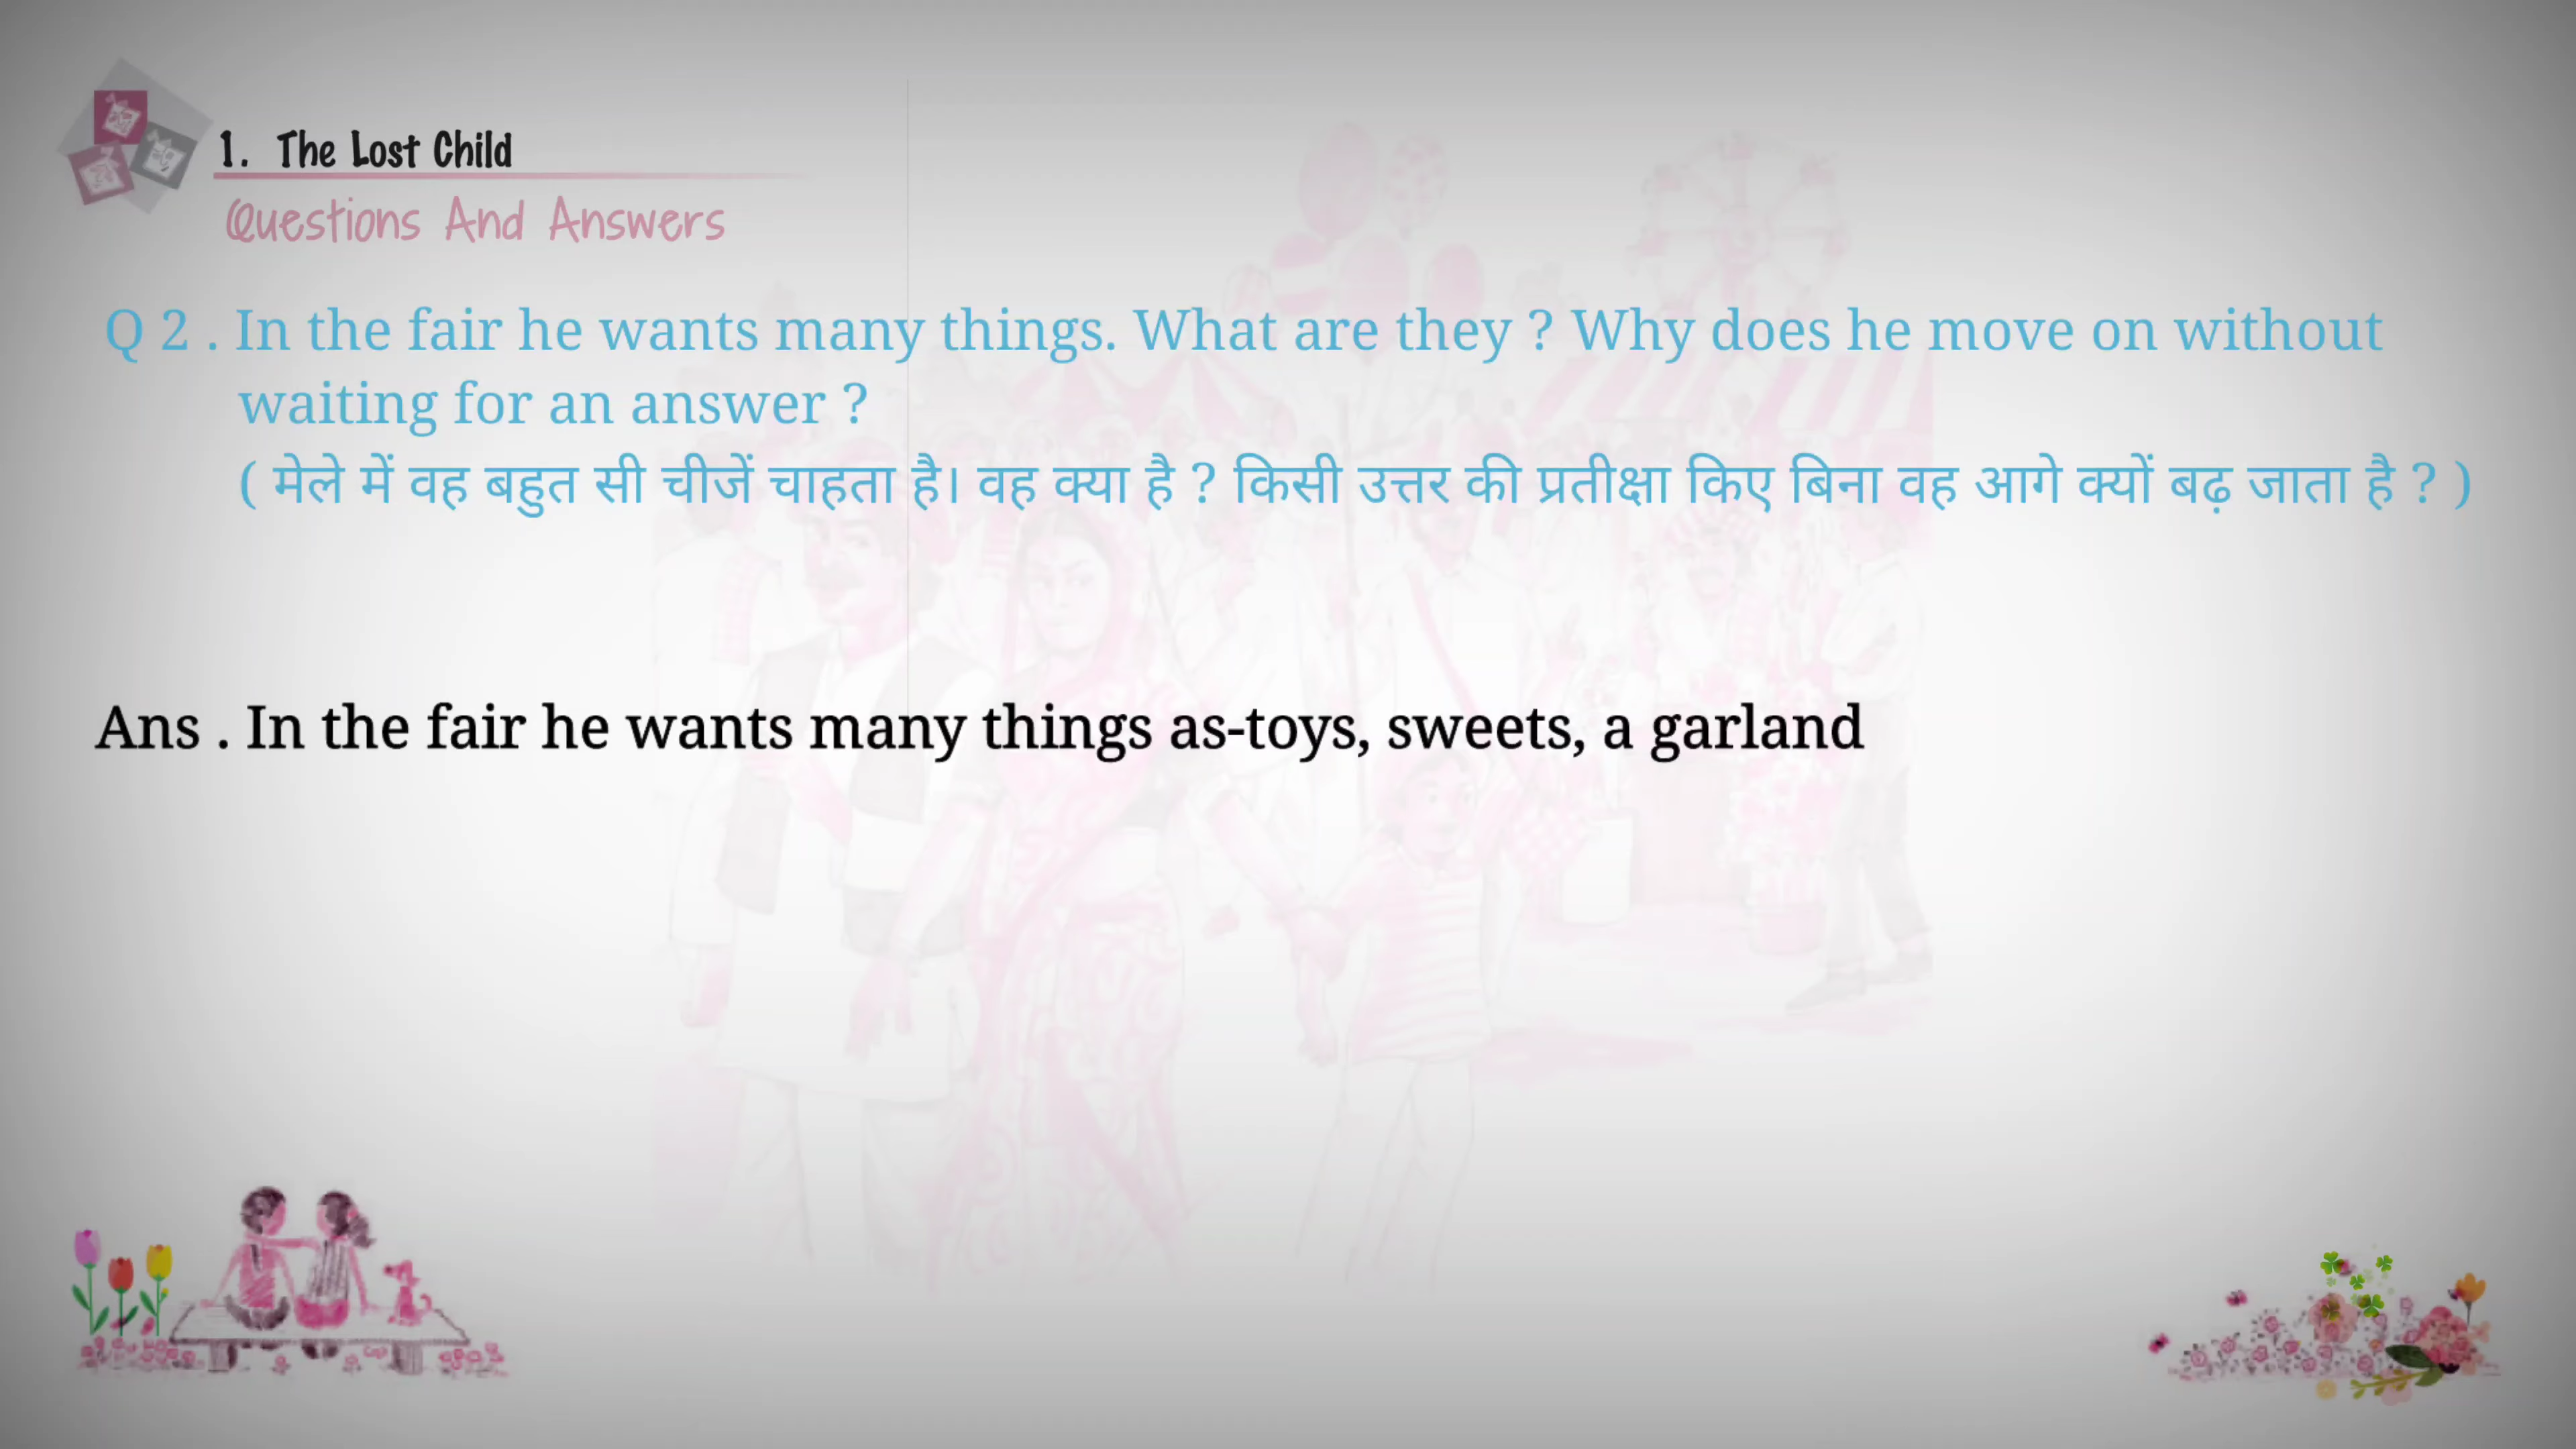 1. The Lost Child
Questions And Answers
Q 2 . In the fair he wants many things. What are they ? Why does he move on without
waiting for an answer ?
( मेले में वह बहुत सी चीजें चाहता है। वह क्या है ? किसी उत्तर की प्रतीक्षा किए बिना वह आगे क्यों बढ़ जाता है ? )
Ans . In the fair he wants many things as-toys, sweets, a garland